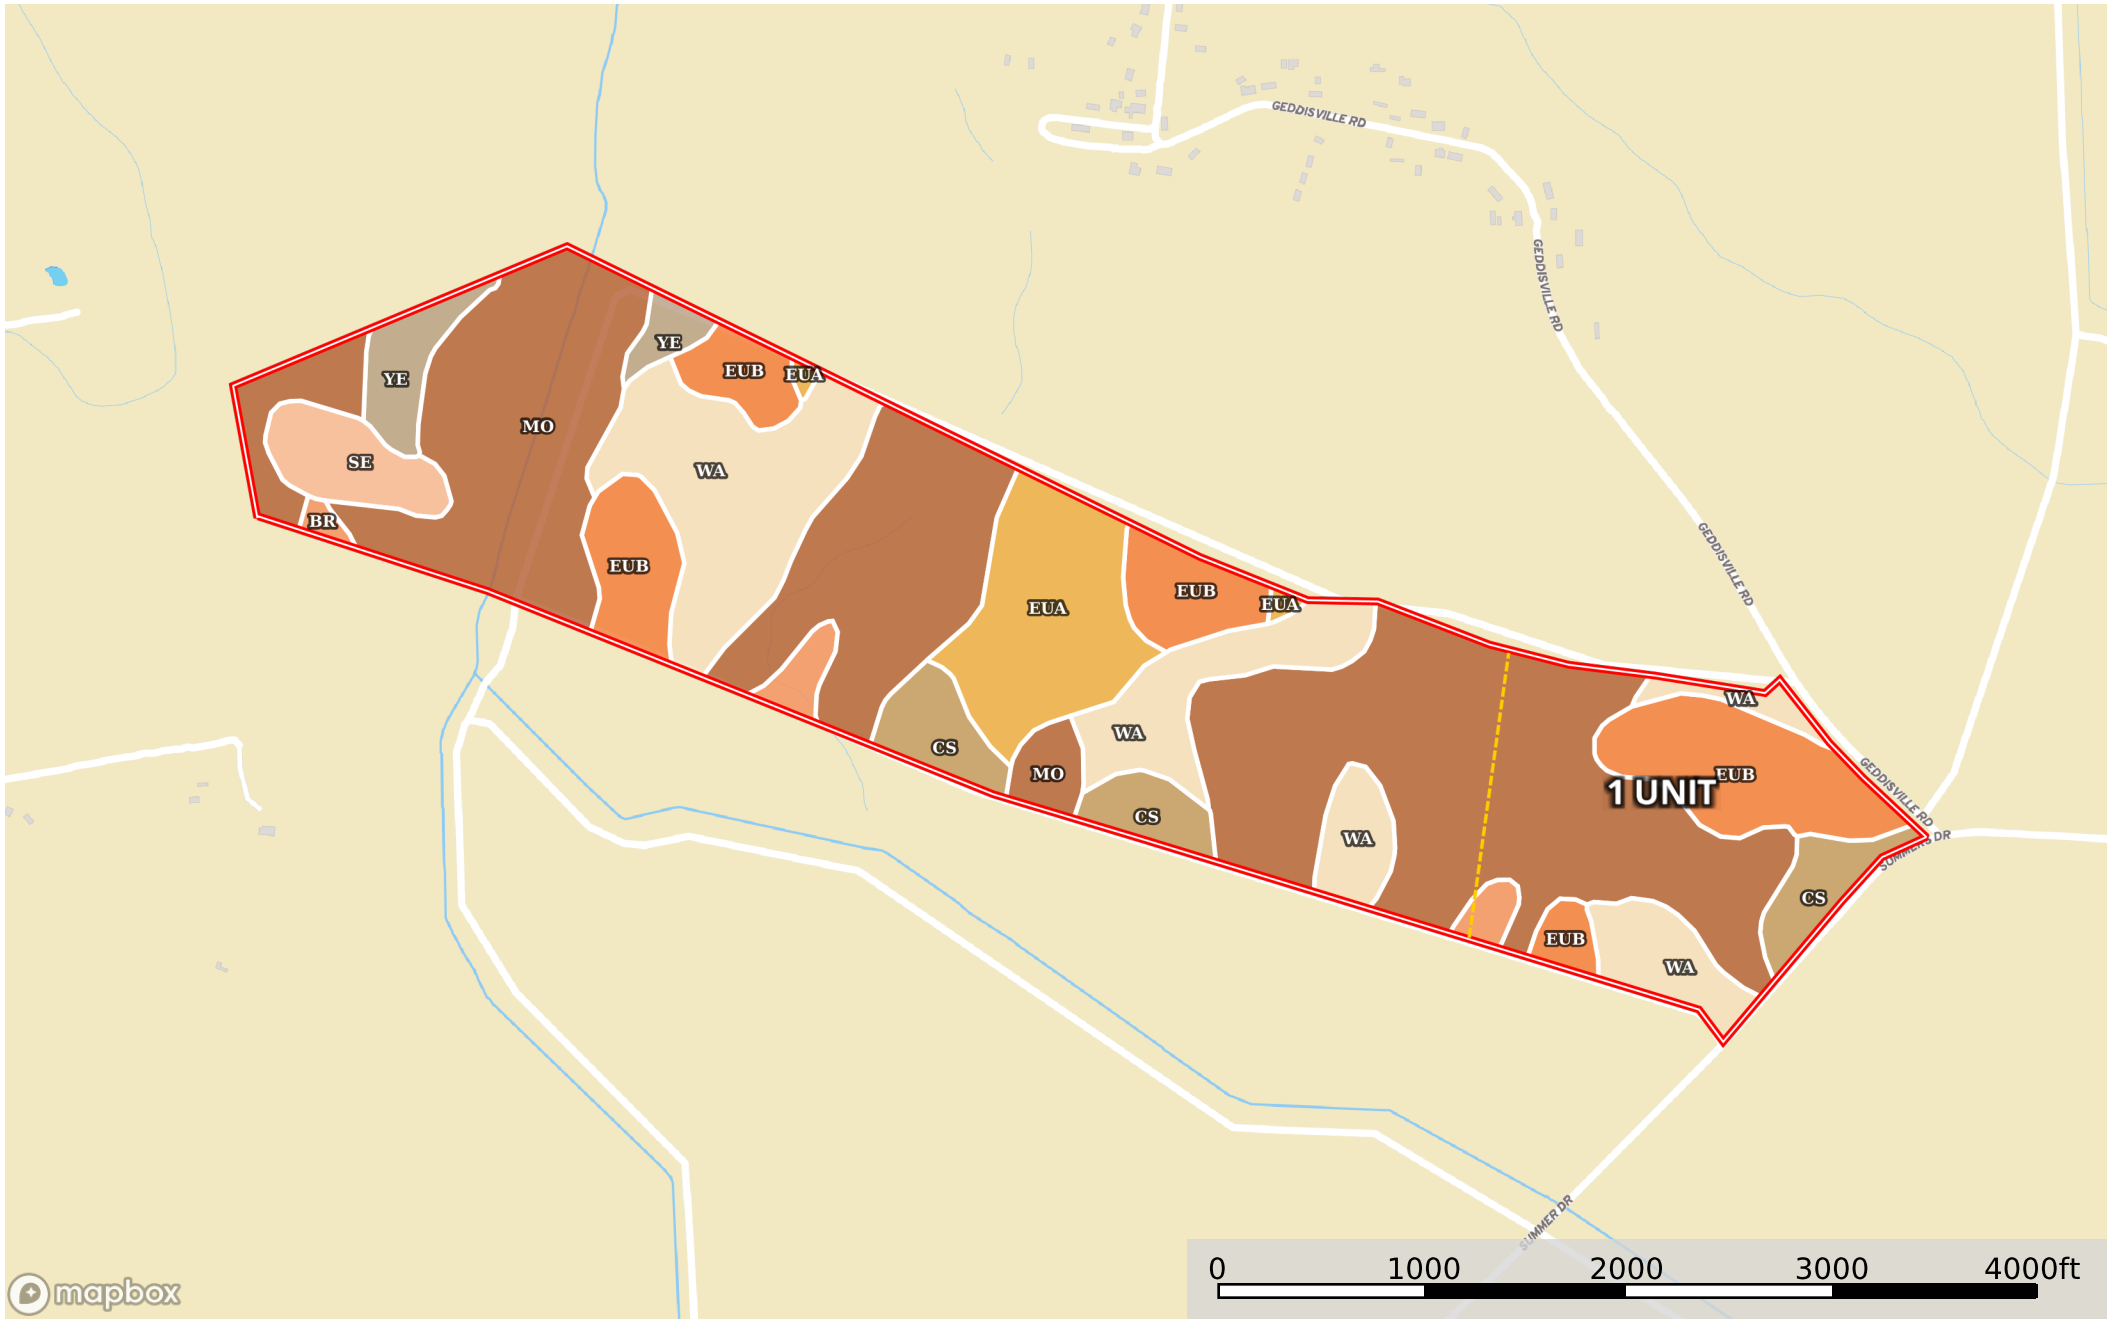 GEDDISVILLE RD
GEDDISVILLE RD
YE
YE
EUB
EUA
MO
SE
WA
BR
EUB
GEDDISVILLE RD
EUB
EUA
EUA
WA
CS
WA
MO
EUB
1 UNIT
GEDDISVILLE RD
CS
WA
SUMMERS DR
CS
EUB
WA
SUMMER DR
0 1000 2000 3000 4000ft
mapbox